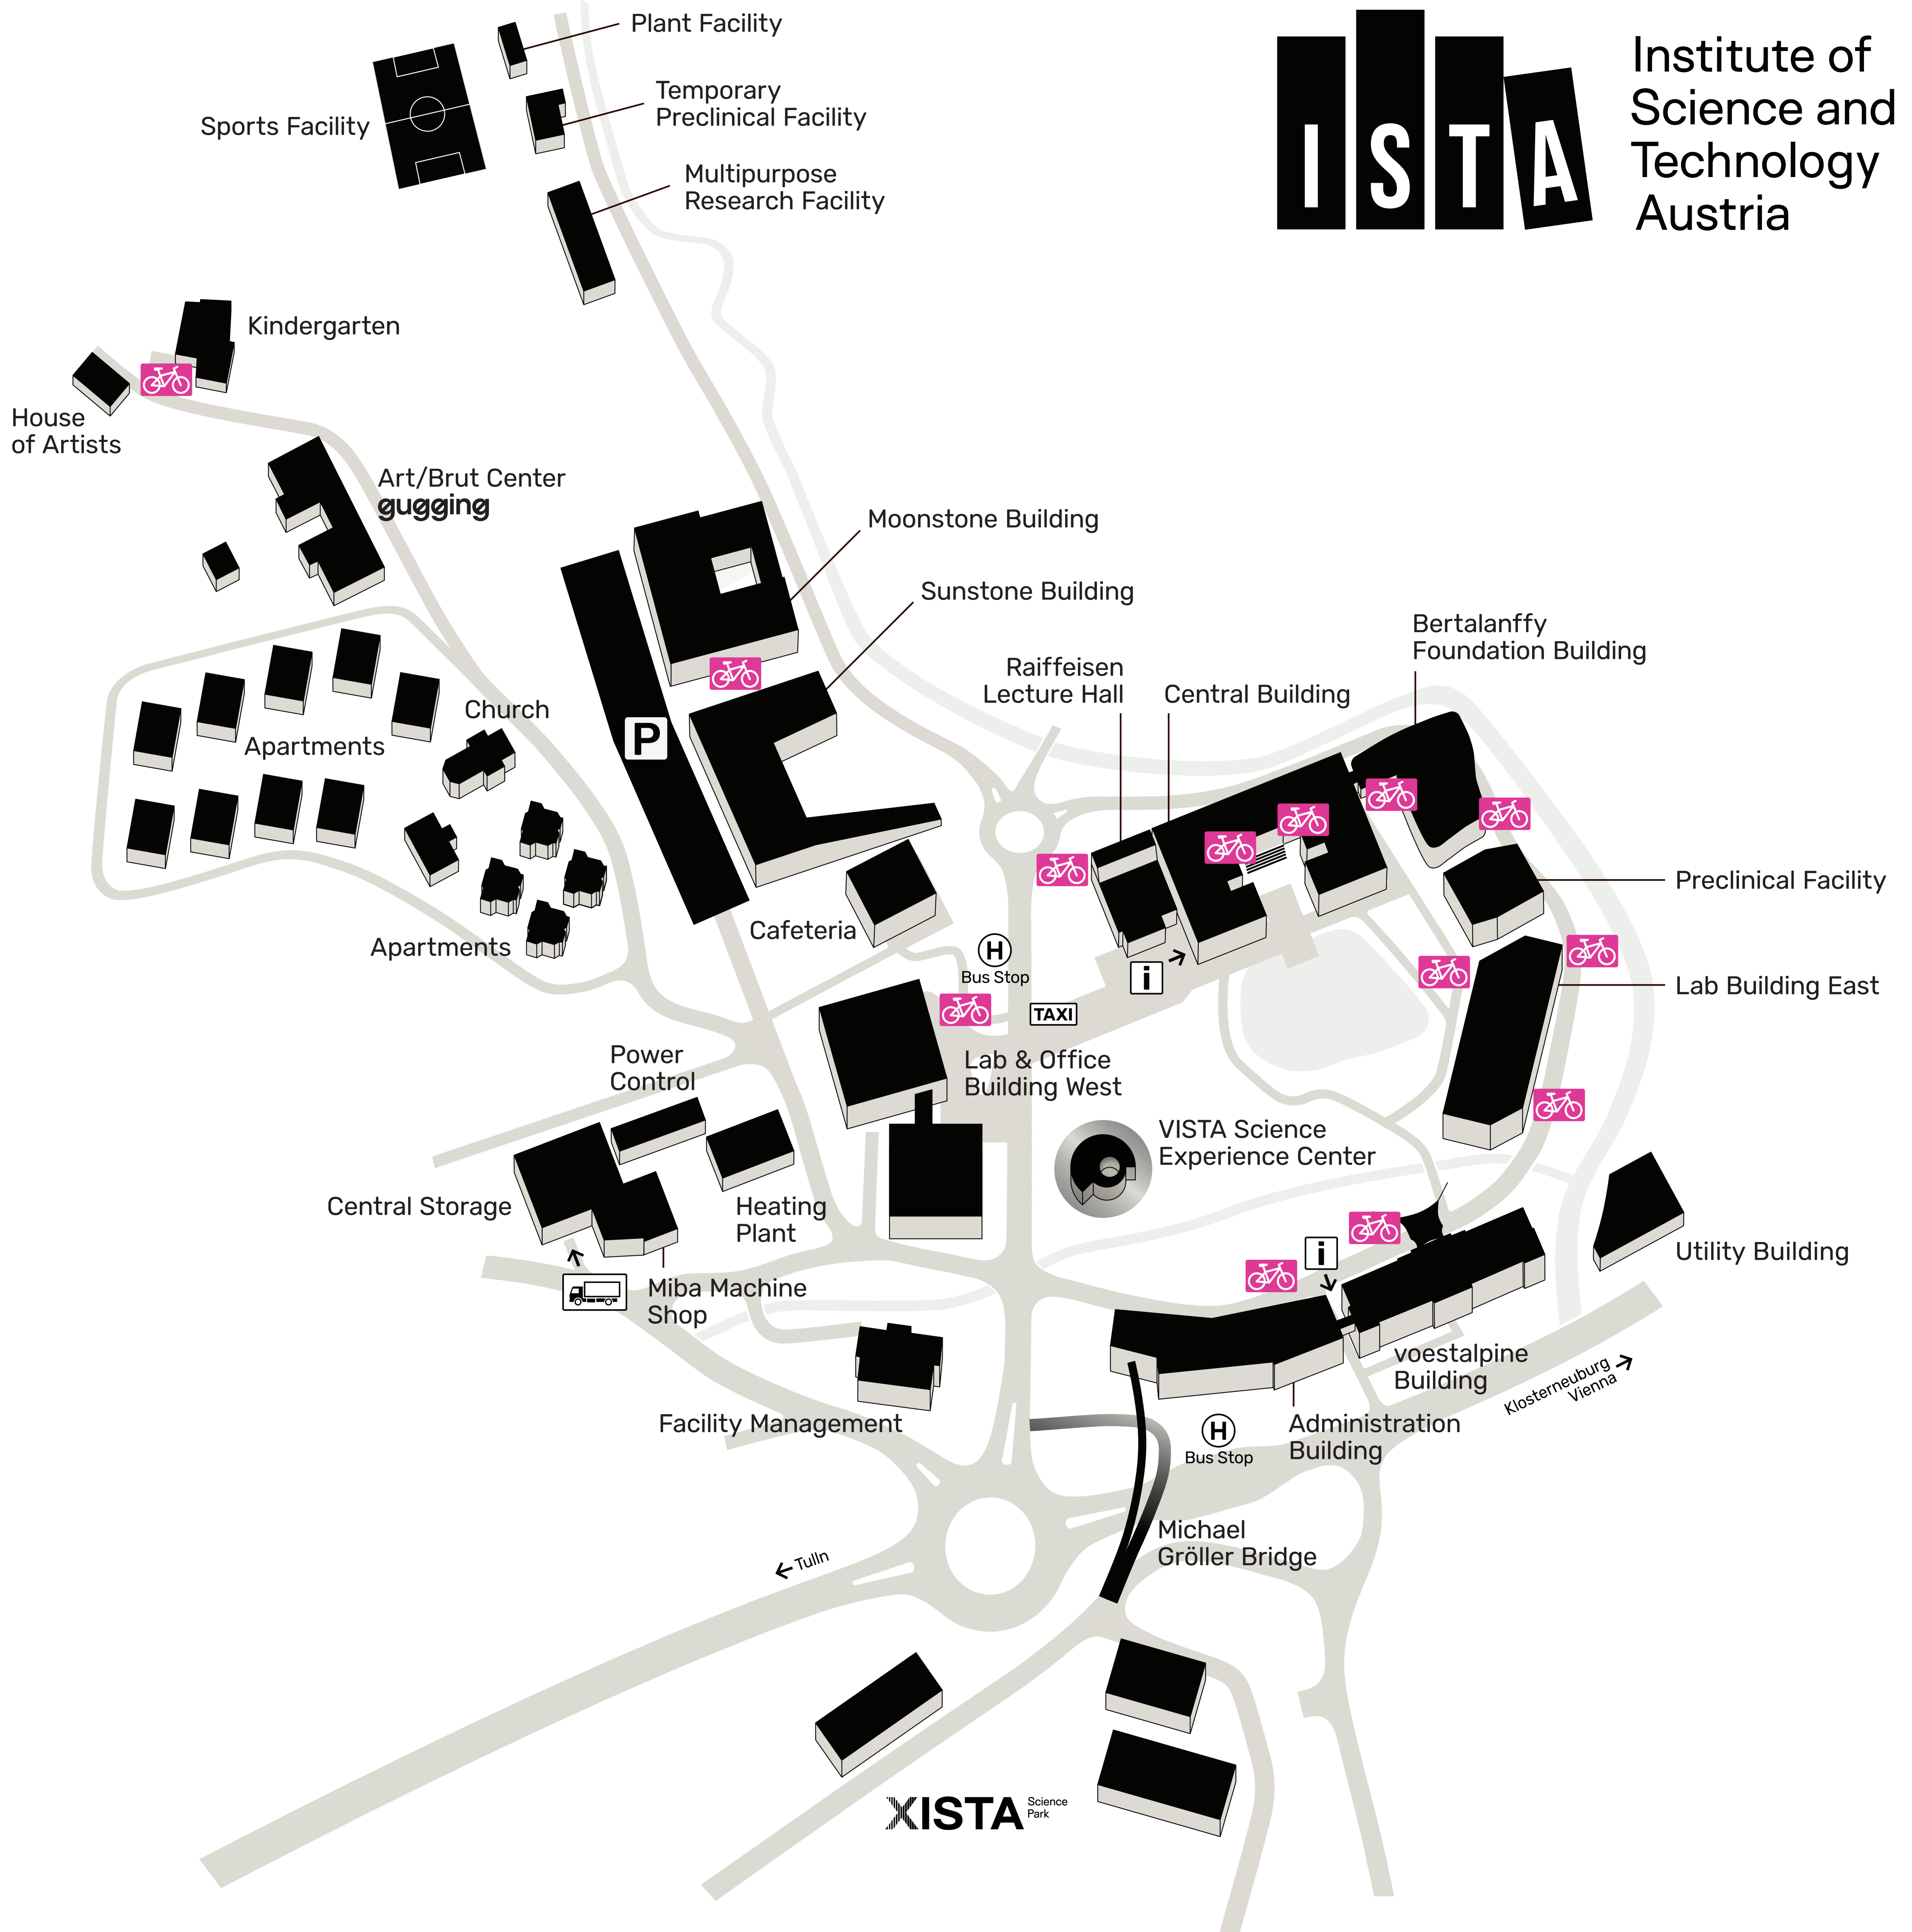 Plant Facility
Temporary
Preclinical Facility
Sports Facility
Multipurpose
Research Facility
ISTA
Institute of
Science and
Technology
Austria
Kindergarten
House
of Artists
Art/Brut Center
gugging
Moonstone Building
Sunstone Building
Bertalanffy
Foundation Building
Raiffeisen
Lecture Hall
Central Building
Church
Apartments
P
Preclinical Facility
Cafeteria
Apartments
H
Bus Stop
i
TAXI
Lab Building East
Power
Control
Lab & Office
Building West
VISTA Science
Experience Center
Central Storage
Heating
Plant
i
Utility Building
Miba Machine
Shop
voestalpine
Building
Klosterneuburg
Vienna
Facility Management
H
Bus Stop
Administration
Building
Michael
Gröller Bridge
Tulln
XISTA Science
Park